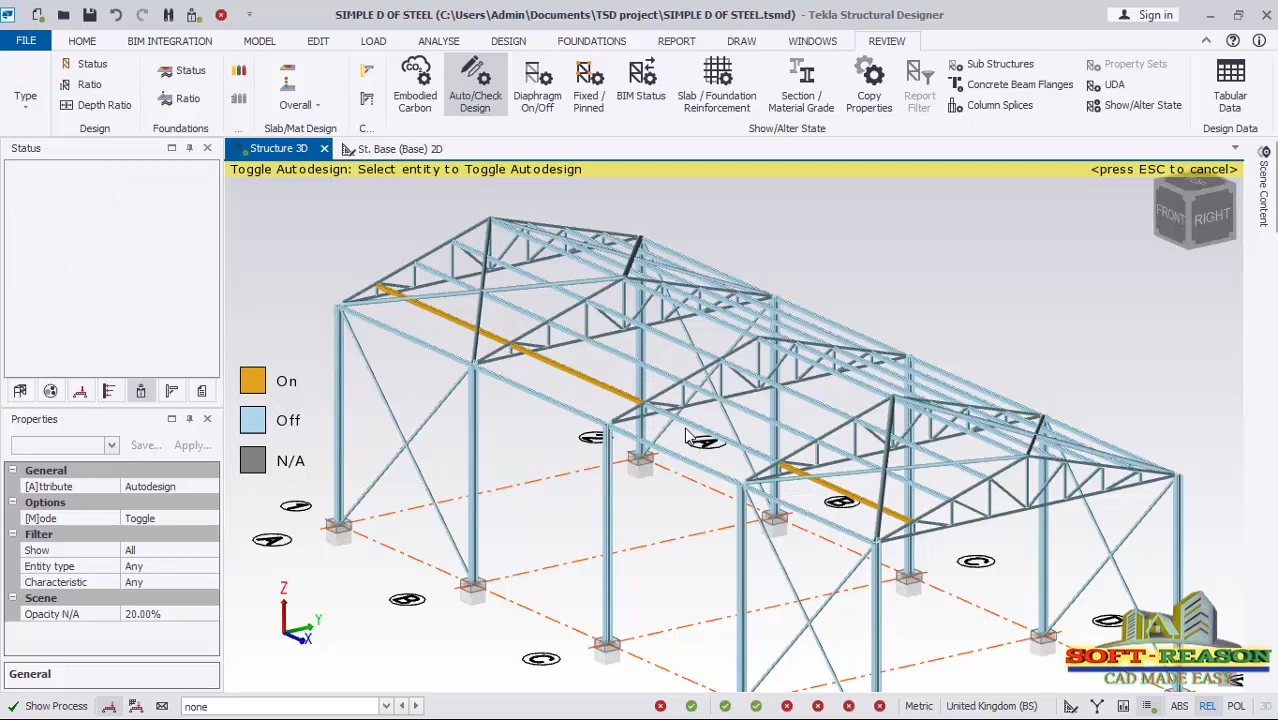 SIMPLE D OF STEEL (C:\Users\Admin\Documents\TSD project\SIMPLE D OF STEEL.tsmd) - Tekla Structural Designer
Sign in
FILE HOME BIM INTEGRATION MODEL EDIT LOAD ANALYSE DESIGN FOUNDATIONS REPORT DRAW WINDOWS REVIEW
Type
Status
Ratio
Depth Ratio
Design
Status
Ratio
Foundations
...
Overall
Slab/Mat Design
C...
Embodied Carbon
Auto/Check Design
Diaphragm On/Off
Fixed / Pinned
BIM Status
Slab / Foundation Reinforcement
Section / Material Grade
Copy Properties
Report Filter
Sub Structures
Concrete Beam Flanges
Column Splices
Property Sets
UDA
Show/Alter State
Show/Alter State
Tabular Data
Design Data
Status
Structure 3D
St. Base (Base) 2D
Toggle Autodesign: Select entity to Toggle Autodesign
<press ESC to cancel>
Scene Content
FRONT
RIGHT
On
Off
N/A
Properties
Save...
Apply...
General
[A]ttribute Autodesign
Options
[M]ode Toggle
Filter
Show All
Entity type Any
Characteristic Any
Scene
Opacity N/A 20.00%
General
A
B
C
A
B
C
D
Z
Y
X
SOFT-REASON
CAD MADE EASY
Show Process
none
Metric
United Kingdom (BS)
ABS
REL
POL
3D